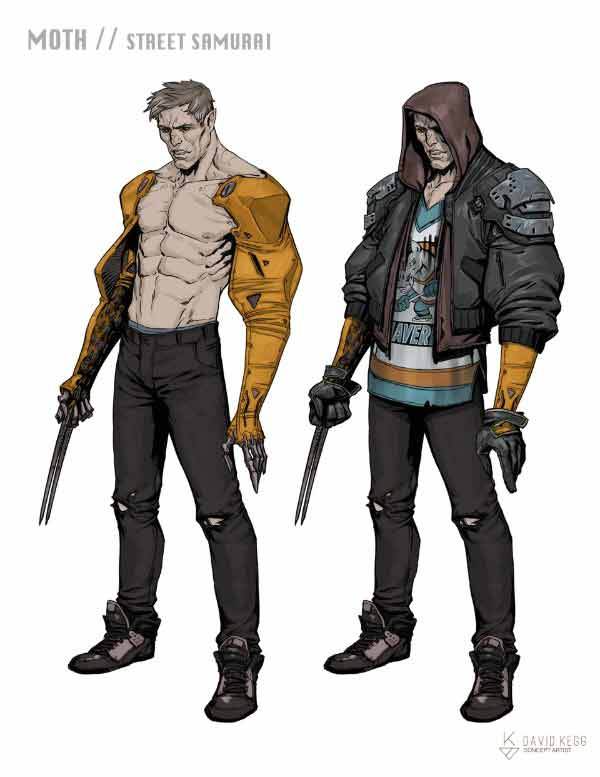 MOTH // STREET SAMURAI
AVER
DAVID KEGG
CONCEPT ARTIST